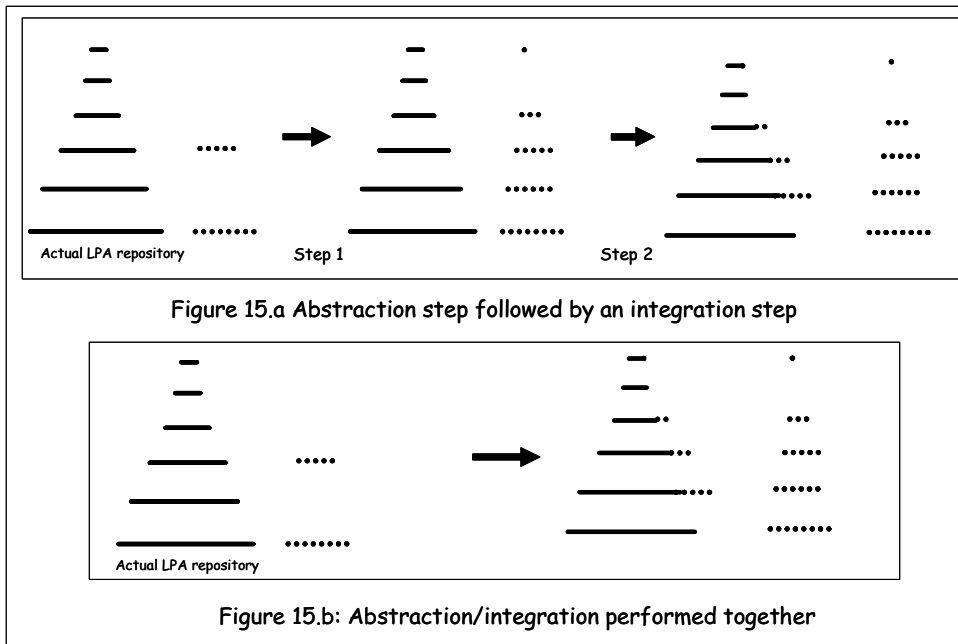 Actual LPA repository
Step 1
Step 2
Figure 15.a Abstraction step followed by an integration step
Actual LPA repository
Figure 15.b: Abstraction/integration performed together